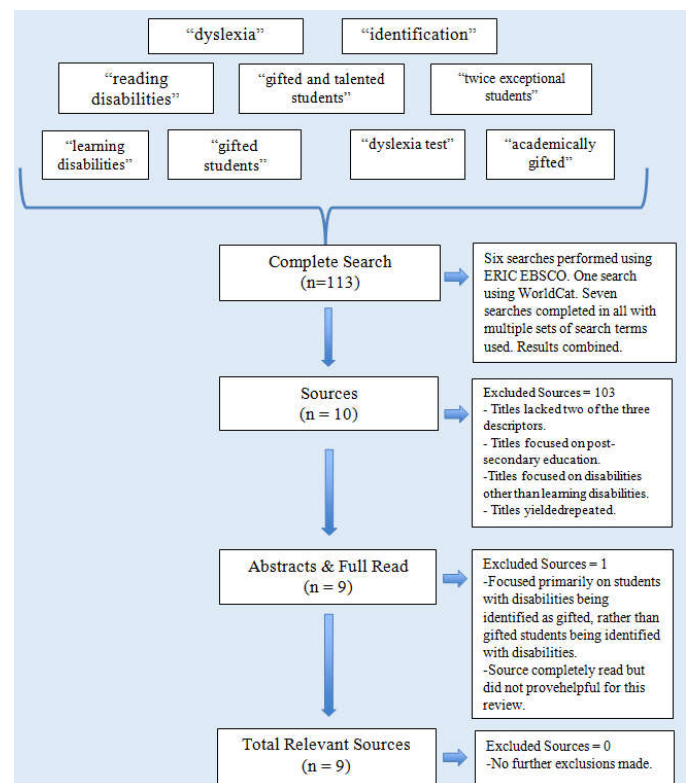 “dyslexia”
“identification”
“reading
disabilities”
“gifted and talented
students”
“twice exceptional
students”
“learning
disabilities”
“gifted
students”
“dyslexia test”
“academically
gifted”
Complete Search
(n=113)
Six searches performed using
ERIC EBSCO. One search
using WorldCat. Seven
searches completed in all with
multiple sets of search terms
used. Results combined.
Sources
(n = 10)
Excluded Sources = 103
- Titles lacked two of the three
descriptors.
- Titles focused on post-
secondary education.
-Titles focused on disabilities
other than learning disabilities.
- Titles yieldedrepeated.
Abstracts & Full Read
(n = 9)
Excluded Sources = 1
-Focused primarily on students
with disabilities being
identified as gifted, rather than
gifted students being identified
with disabilities.
-Source completely read but
did not provehelpful for this
review.
Total Relevant Sources
(n = 9)
Excluded Sources = 0
-No further exclusions made.